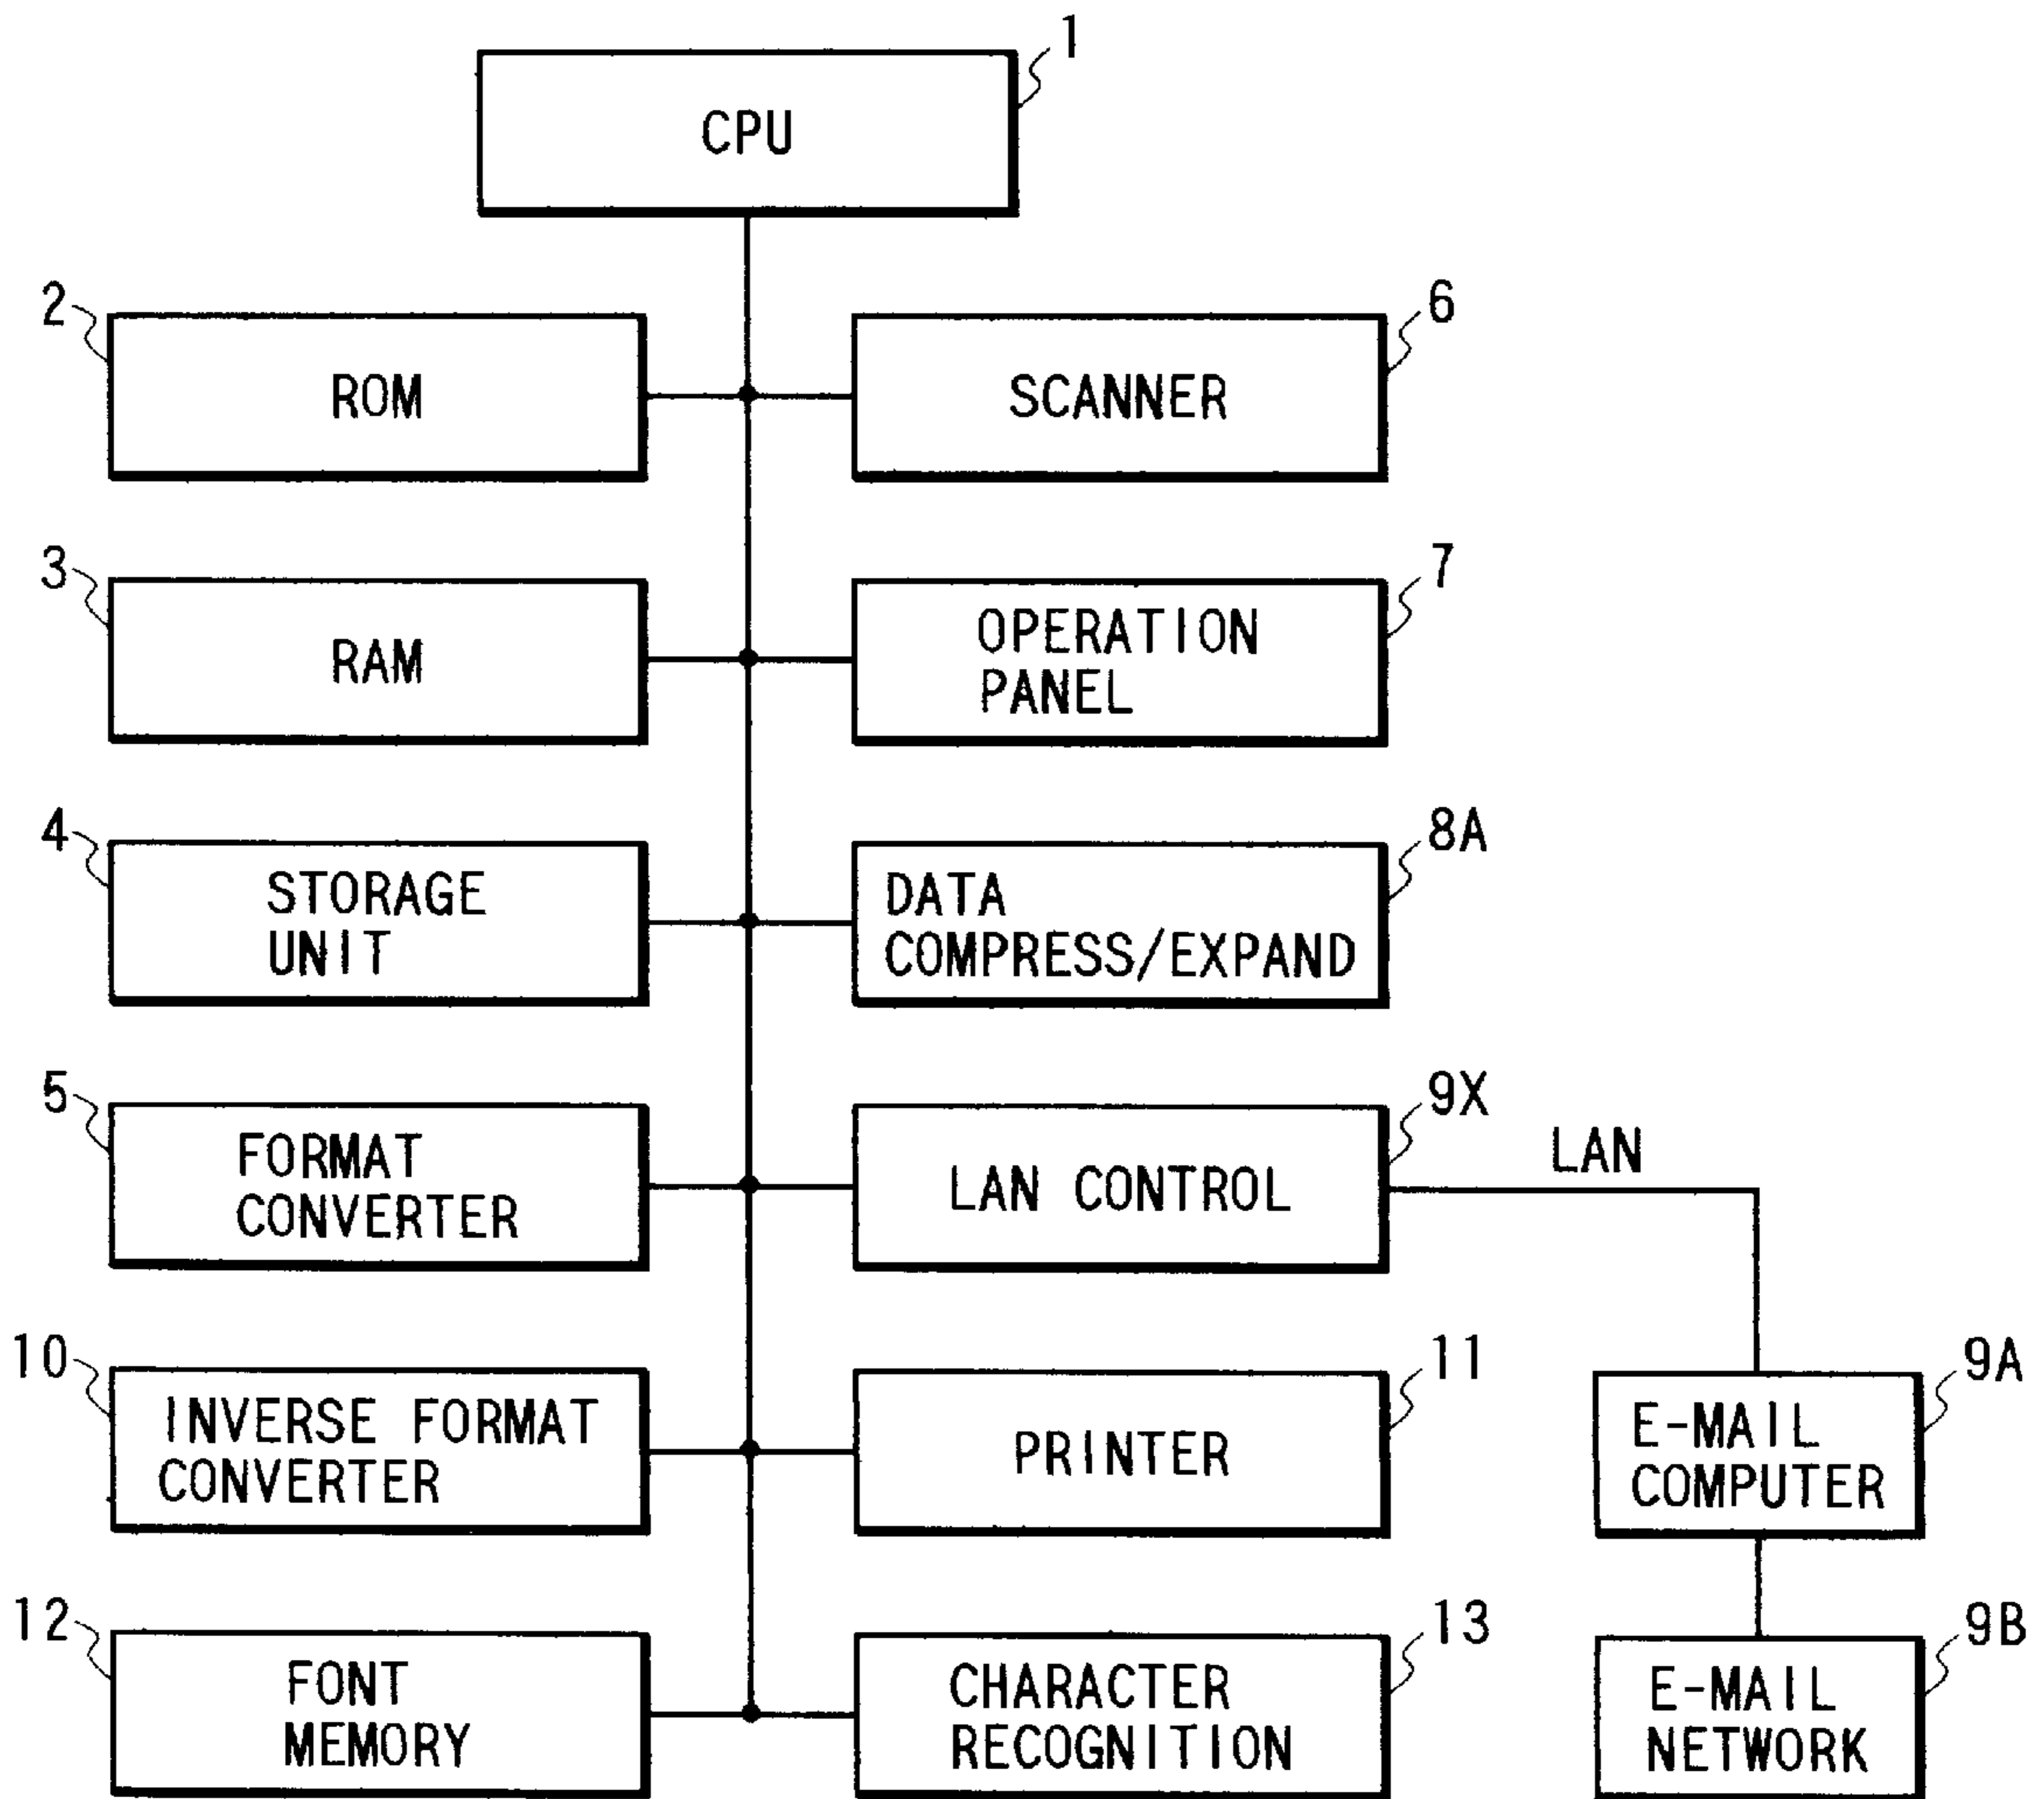 1
CPU
2
ROM
6
SCANNER
3
RAM
7
OPERATION
PANEL
4
STORAGE
UNIT
8A
DATA
COMPRESS/EXPAND
5
FORMAT
CONVERTER
9X
LAN CONTROL
LAN
10
INVERSE FORMAT
CONVERTER
11
PRINTER
9A
E-MAIL
COMPUTER
12
FONT
MEMORY
13
CHARACTER
RECOGNITION
9B
E-MAIL
NETWORK